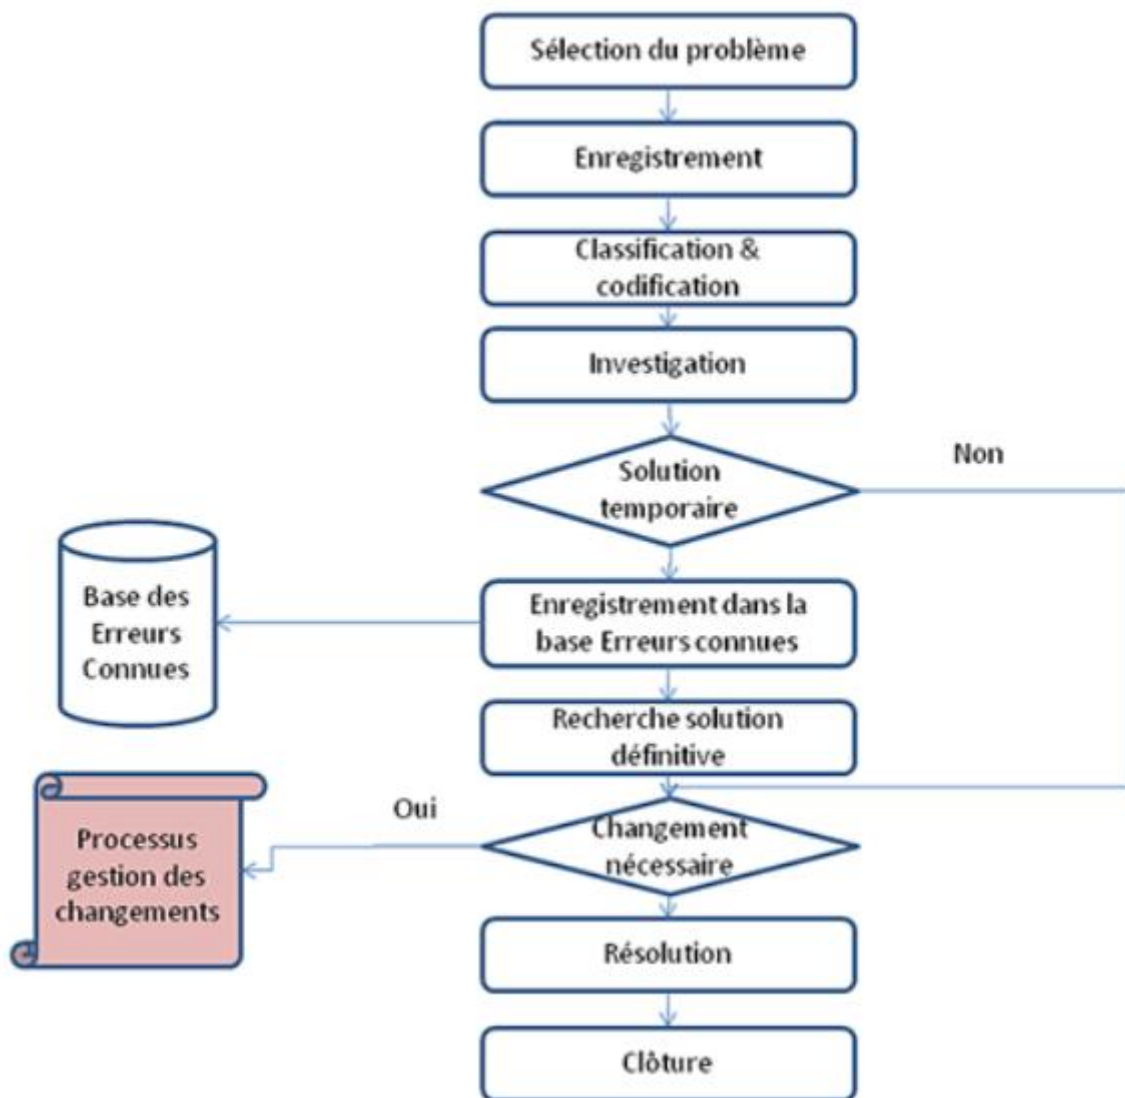 Sélection du problème
Enregistrement
Classification &
codification
Investigation
Solution
temporaire
Non
Base des
Erreurs
Connues
Enregistrement dans la
base Erreurs connues
Recherche solution
définitive
Oui
Changement
nécessaire
Processus
gestion des
changements
Résolution
Clôture